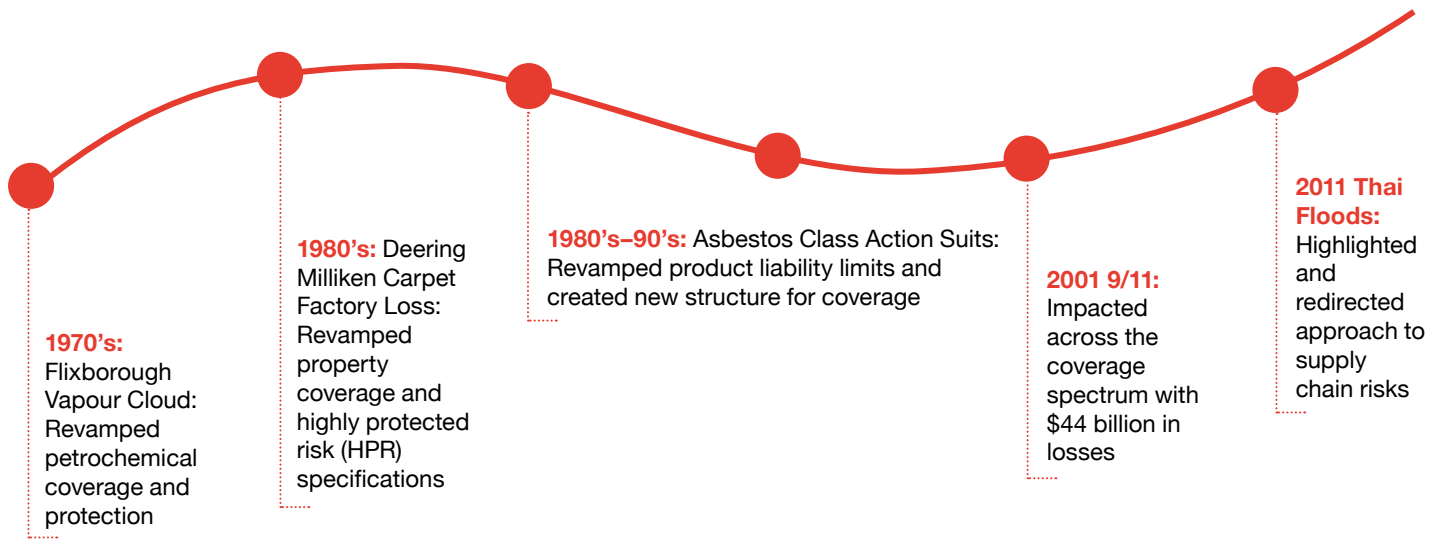 1970’s:
Flixborough
Vapour Cloud:
Revamped
petrochemical
coverage and
protection
1980’s: Deering
Milliken Carpet
Factory Loss:
Revamped
property
coverage and
highly protected
risk (HPR)
specifications
1980’s–90’s: Asbestos Class Action Suits:
Revamped product liability limits and
created new structure for coverage
2001 9/11:
Impacted
across the
coverage
spectrum with
$44 billion in
losses
2011 Thai
Floods:
Highlighted
and
redirected
approach to
supply
chain risks